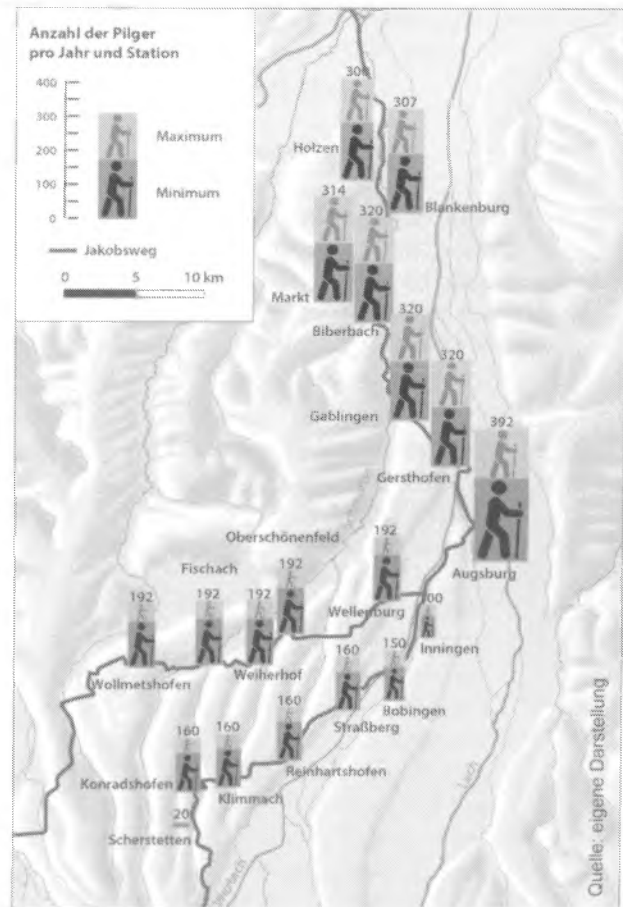 Anzahl der Pilger
pro Jahr und Station
400
300
200
100
0
Maximum
Minimum
Jakobsweg
0 5 10 km
307
Holzen
Blankenburg
314
320
Markt
Biberbach
320
Gablingen
320
Gersthofen
392
Augsburg
Oberschönenfeld
Fischach
192
192
192
192
192
Wellenburg
Inningen
Wollmetshofen
Weiherhof
160
150
Bobingen
Straßberg
160
Reinhartshofen
160
160
Konradshofen
Klimmach
20
Scherstetten
Lech
Wertach
Quelle: eigene Darstellung